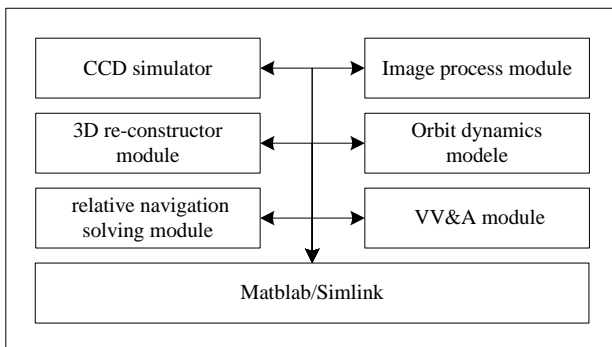 CCD simulator
Image process module
3D re-constructor
module
Orbit dynamics
modele
relative navigation
solving module
VV&A module
Matblab/Simlink